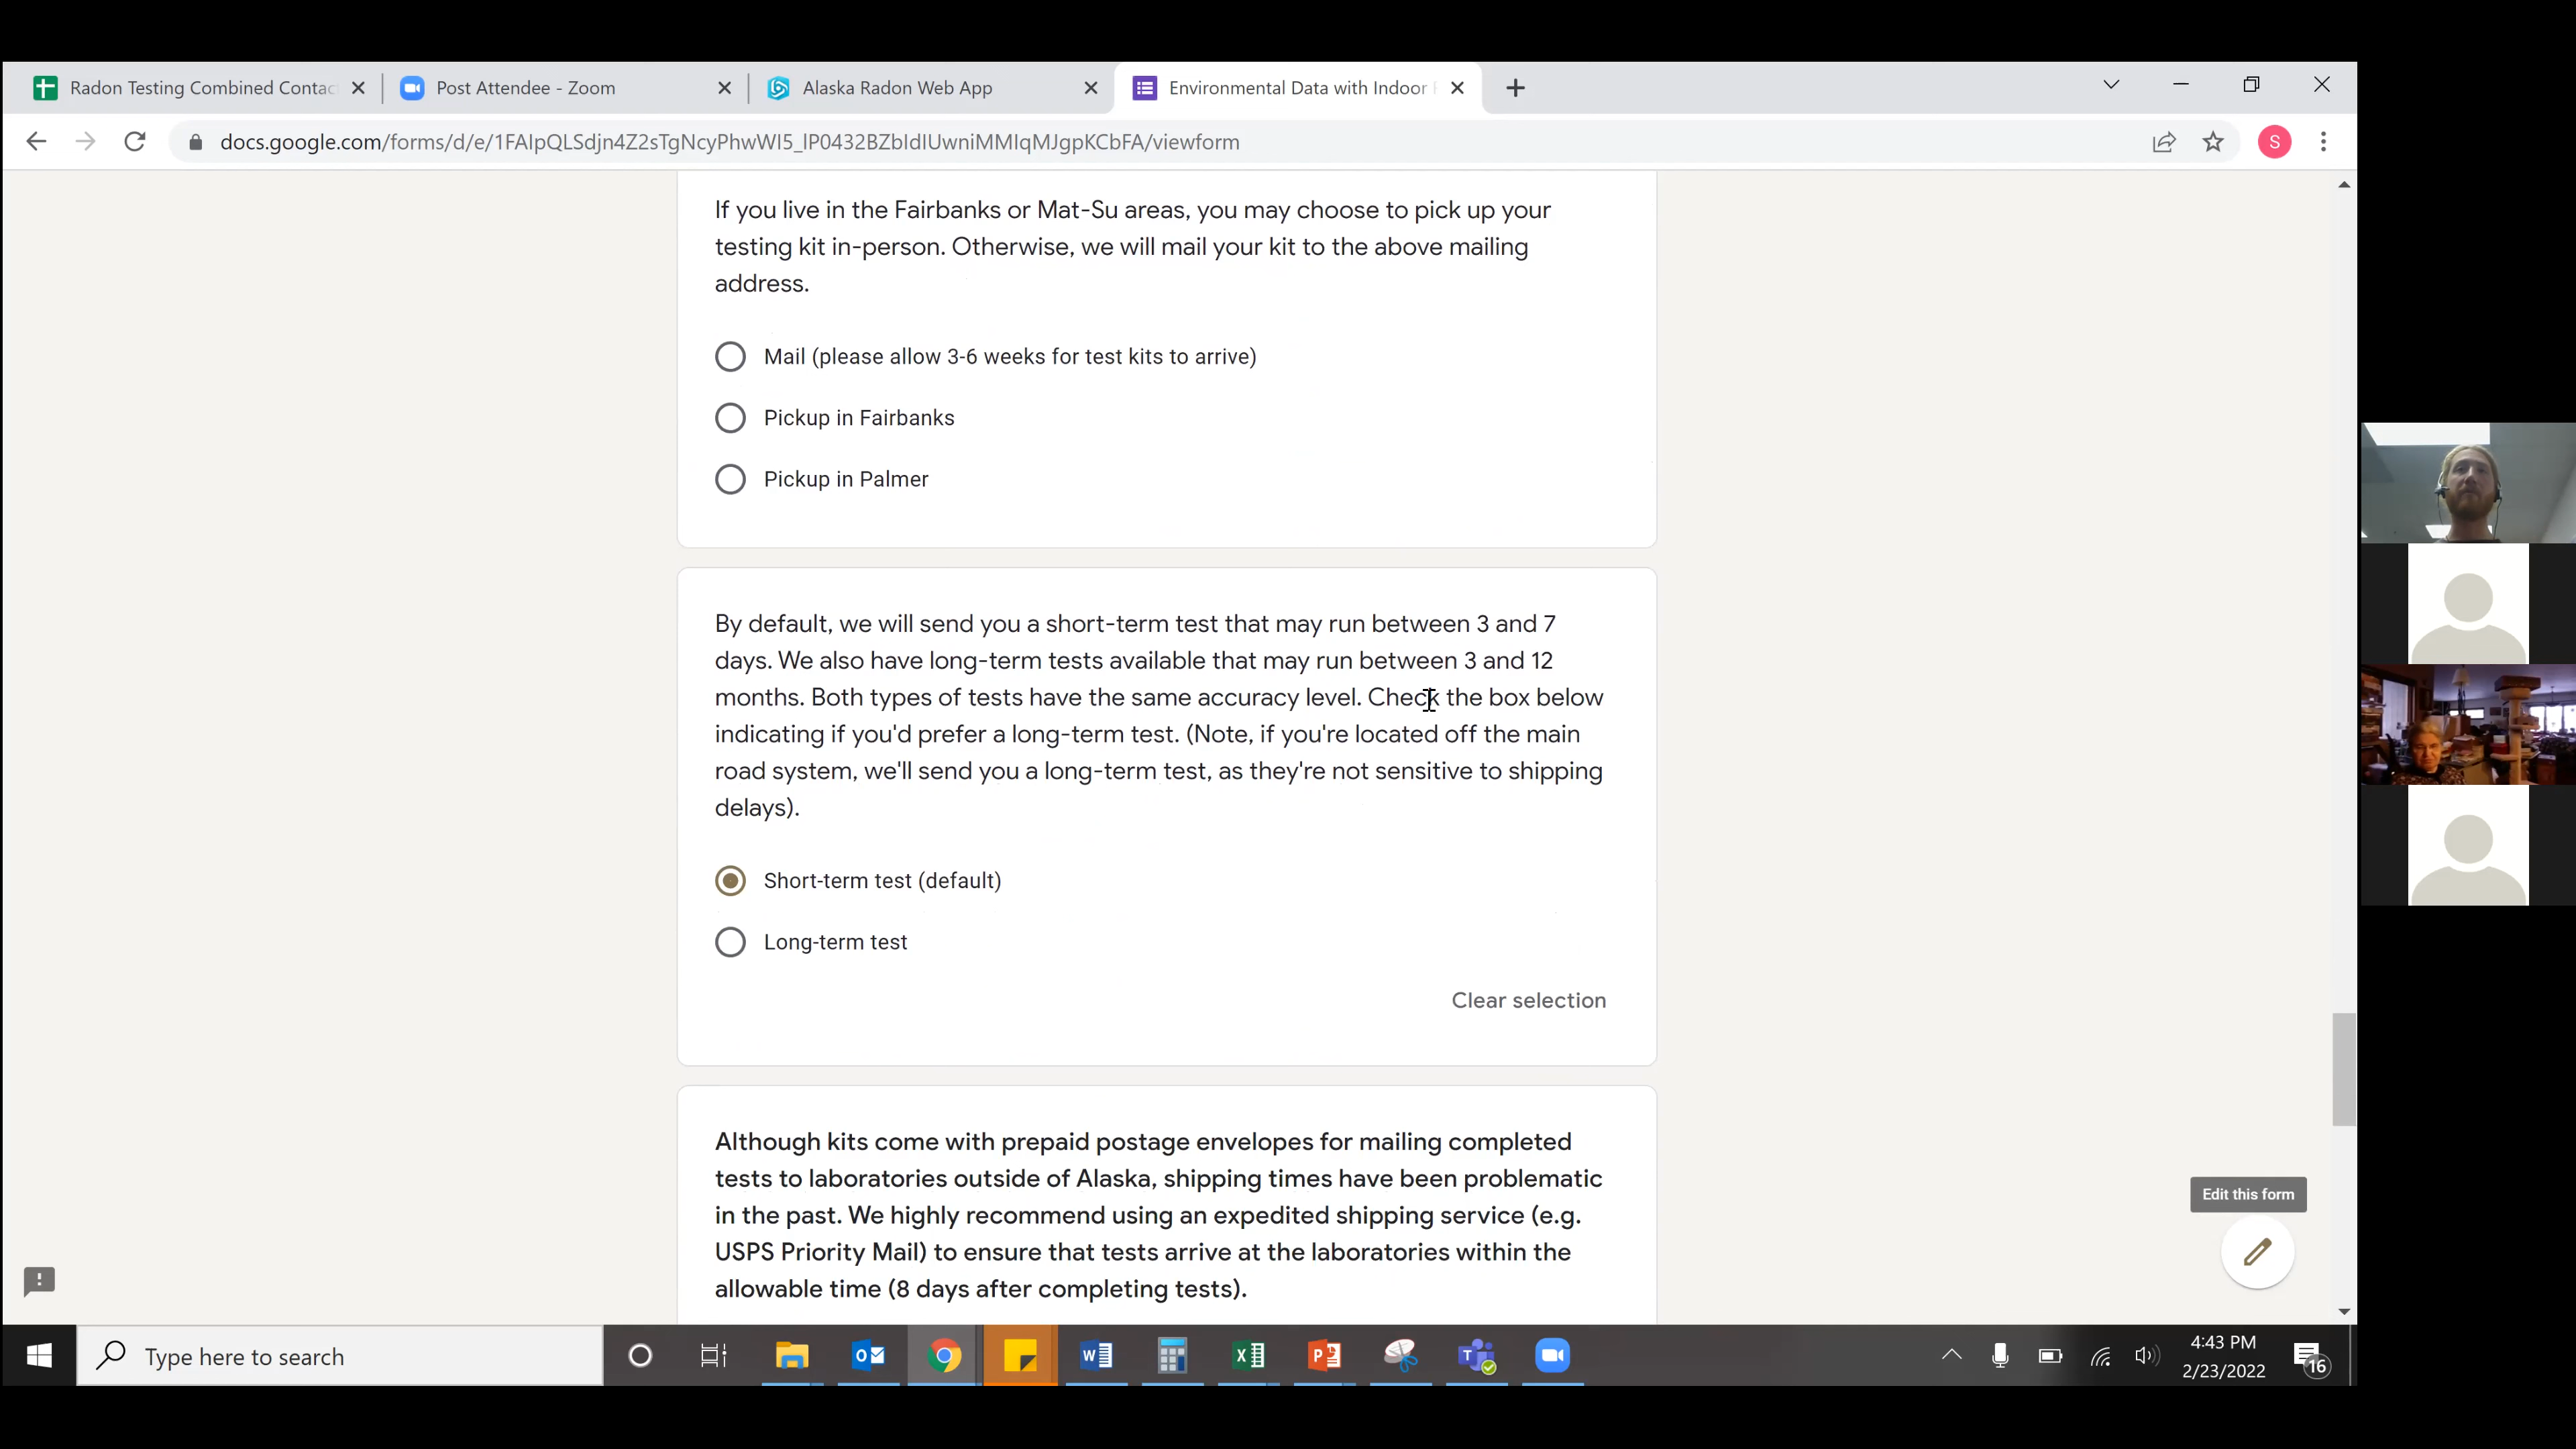 Radon Testing Combined Contac
Post Attendee - Zoom
Alaska Radon Web App
Environmental Data with Indoor
docs.google.com/forms/d/e/1FAIpQLSdjn4Z2sTgNcyPhwWI5_lP0432BZbIdIUwniMMIqMJgpKCbFA/viewform
S
If you live in the Fairbanks or Mat-Su areas, you may choose to pick up your
testing kit in-person. Otherwise, we will mail your kit to the above mailing
address.
Mail (please allow 3-6 weeks for test kits to arrive)
Pickup in Fairbanks
Pickup in Palmer
By default, we will send you a short-term test that may run between 3 and 7
days. We also have long-term tests available that may run between 3 and 12
months. Both types of tests have the same accuracy level. Check the box below
indicating if you'd prefer a long-term test. (Note, if you're located off the main
road system, we'll send you a long-term test, as they're not sensitive to shipping
delays).
Short-term test (default)
Long-term test
Clear selection
Although kits come with prepaid postage envelopes for mailing completed
tests to laboratories outside of Alaska, shipping times have been problematic
in the past. We highly recommend using an expedited shipping service (e.g.
USPS Priority Mail) to ensure that tests arrive at the laboratories within the
allowable time (8 days after completing tests).
Edit this form
Type here to search
4:43 PM
2/23/2022
16